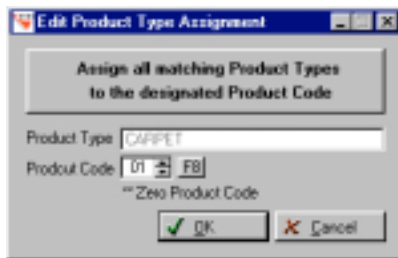 Edit Product Type Assignment
Assign all matching Product Types
to the designated Product Code
Product Type CARPET
Prodcut Code 01 F8
** Zero Product Code
OK Cancel